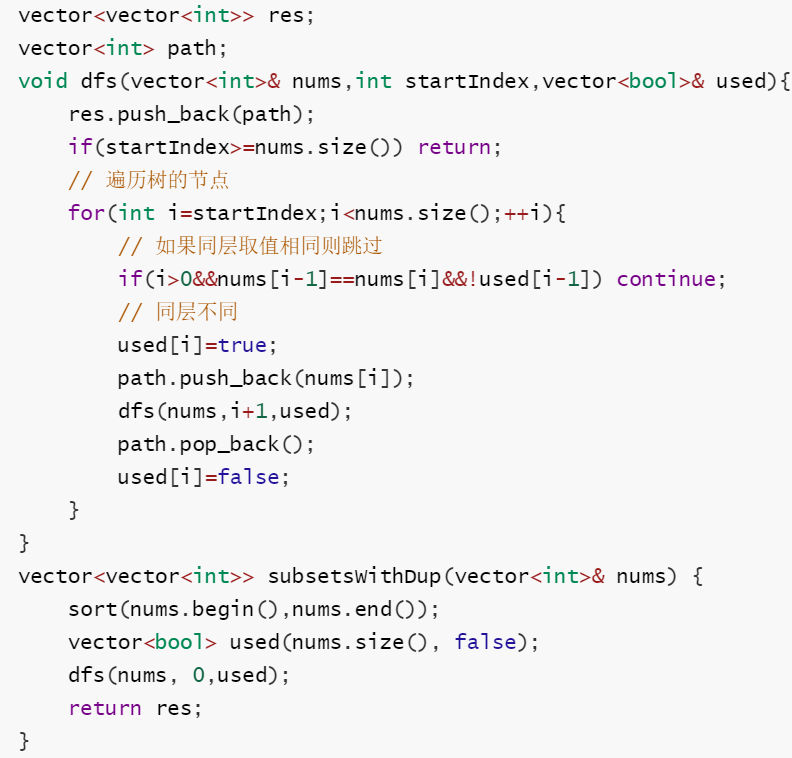 vector<vector<int>> res;
vector<int> path;
void dfs(vector<int>& nums,int startIndex,vector<bool>& used){
    res.push_back(path);
    if(startIndex>=nums.size()) return;
    // 遍历树的节点
    for(int i=startIndex;i<nums.size();++i){
        // 如果同层取值相同则跳过
        if(i>0&&nums[i-1]==nums[i]&&!used[i-1]) continue;
        // 同层不同
        used[i]=true;
        path.push_back(nums[i]);
        dfs(nums,i+1,used);
        path.pop_back();
        used[i]=false;
    }
}
vector<vector<int>> subsetsWithDup(vector<int>& nums) {
    sort(nums.begin(),nums.end());
    vector<bool> used(nums.size(), false);
    dfs(nums, 0,used);
    return res;
}